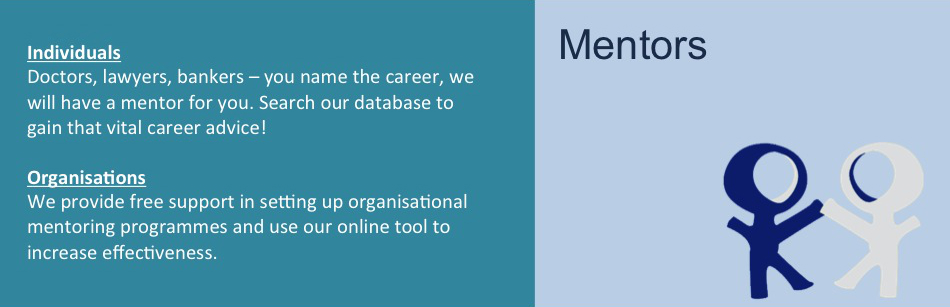 Individuals
Doctors, lawyers, bankers – you name the career, we
will have a mentor for you. Search our database to
gain that vital career advice!
Organisations
We provide free support in setting up organisational
mentoring programmes and use our online tool to
increase effectiveness.
Mentors